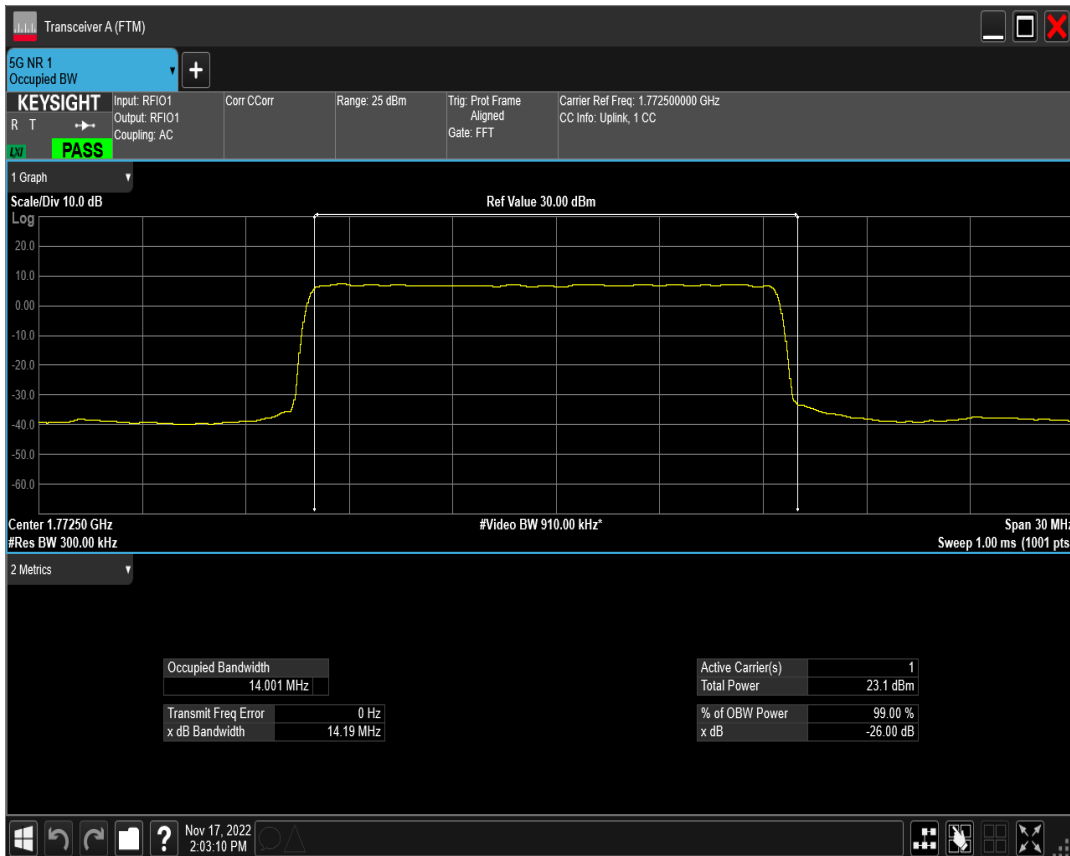 Transceiver A (FTM)
5G NR 1
Occupied BW
+
KEYSIGHT
R T
LXI
PASS
Input: RFIO1
Output: RFIO1
Coupling: AC
Corr CCorr
Range: 25 dBm
Trig: Prot Frame
Aligned
Gate: FFT
Carrier Ref Freq: 1.772500000 GHz
CC Info: Uplink, 1 CC
1 Graph
Scale/Div 10.0 dB
Ref Value 30.00 dBm
Log
20.0
10.0
0.00
-10.0
-20.0
-30.0
-40.0
-50.0
-60.0
Center 1.77250 GHz
#Video BW 910.00 kHz*
Span 30 MHz
#Res BW 300.00 kHz
Sweep 1.00 ms (1001 pts
2 Metrics
Occupied Bandwidth
14.001 MHz
Transmit Freq Error 0 Hz
x dB Bandwidth 14.19 MHz
Active Carrier(s) 1
Total Power 23.1 dBm
% of OBW Power 99.00 %
x dB -26.00 dB
?
Nov 17, 2022
2:03:10 PM